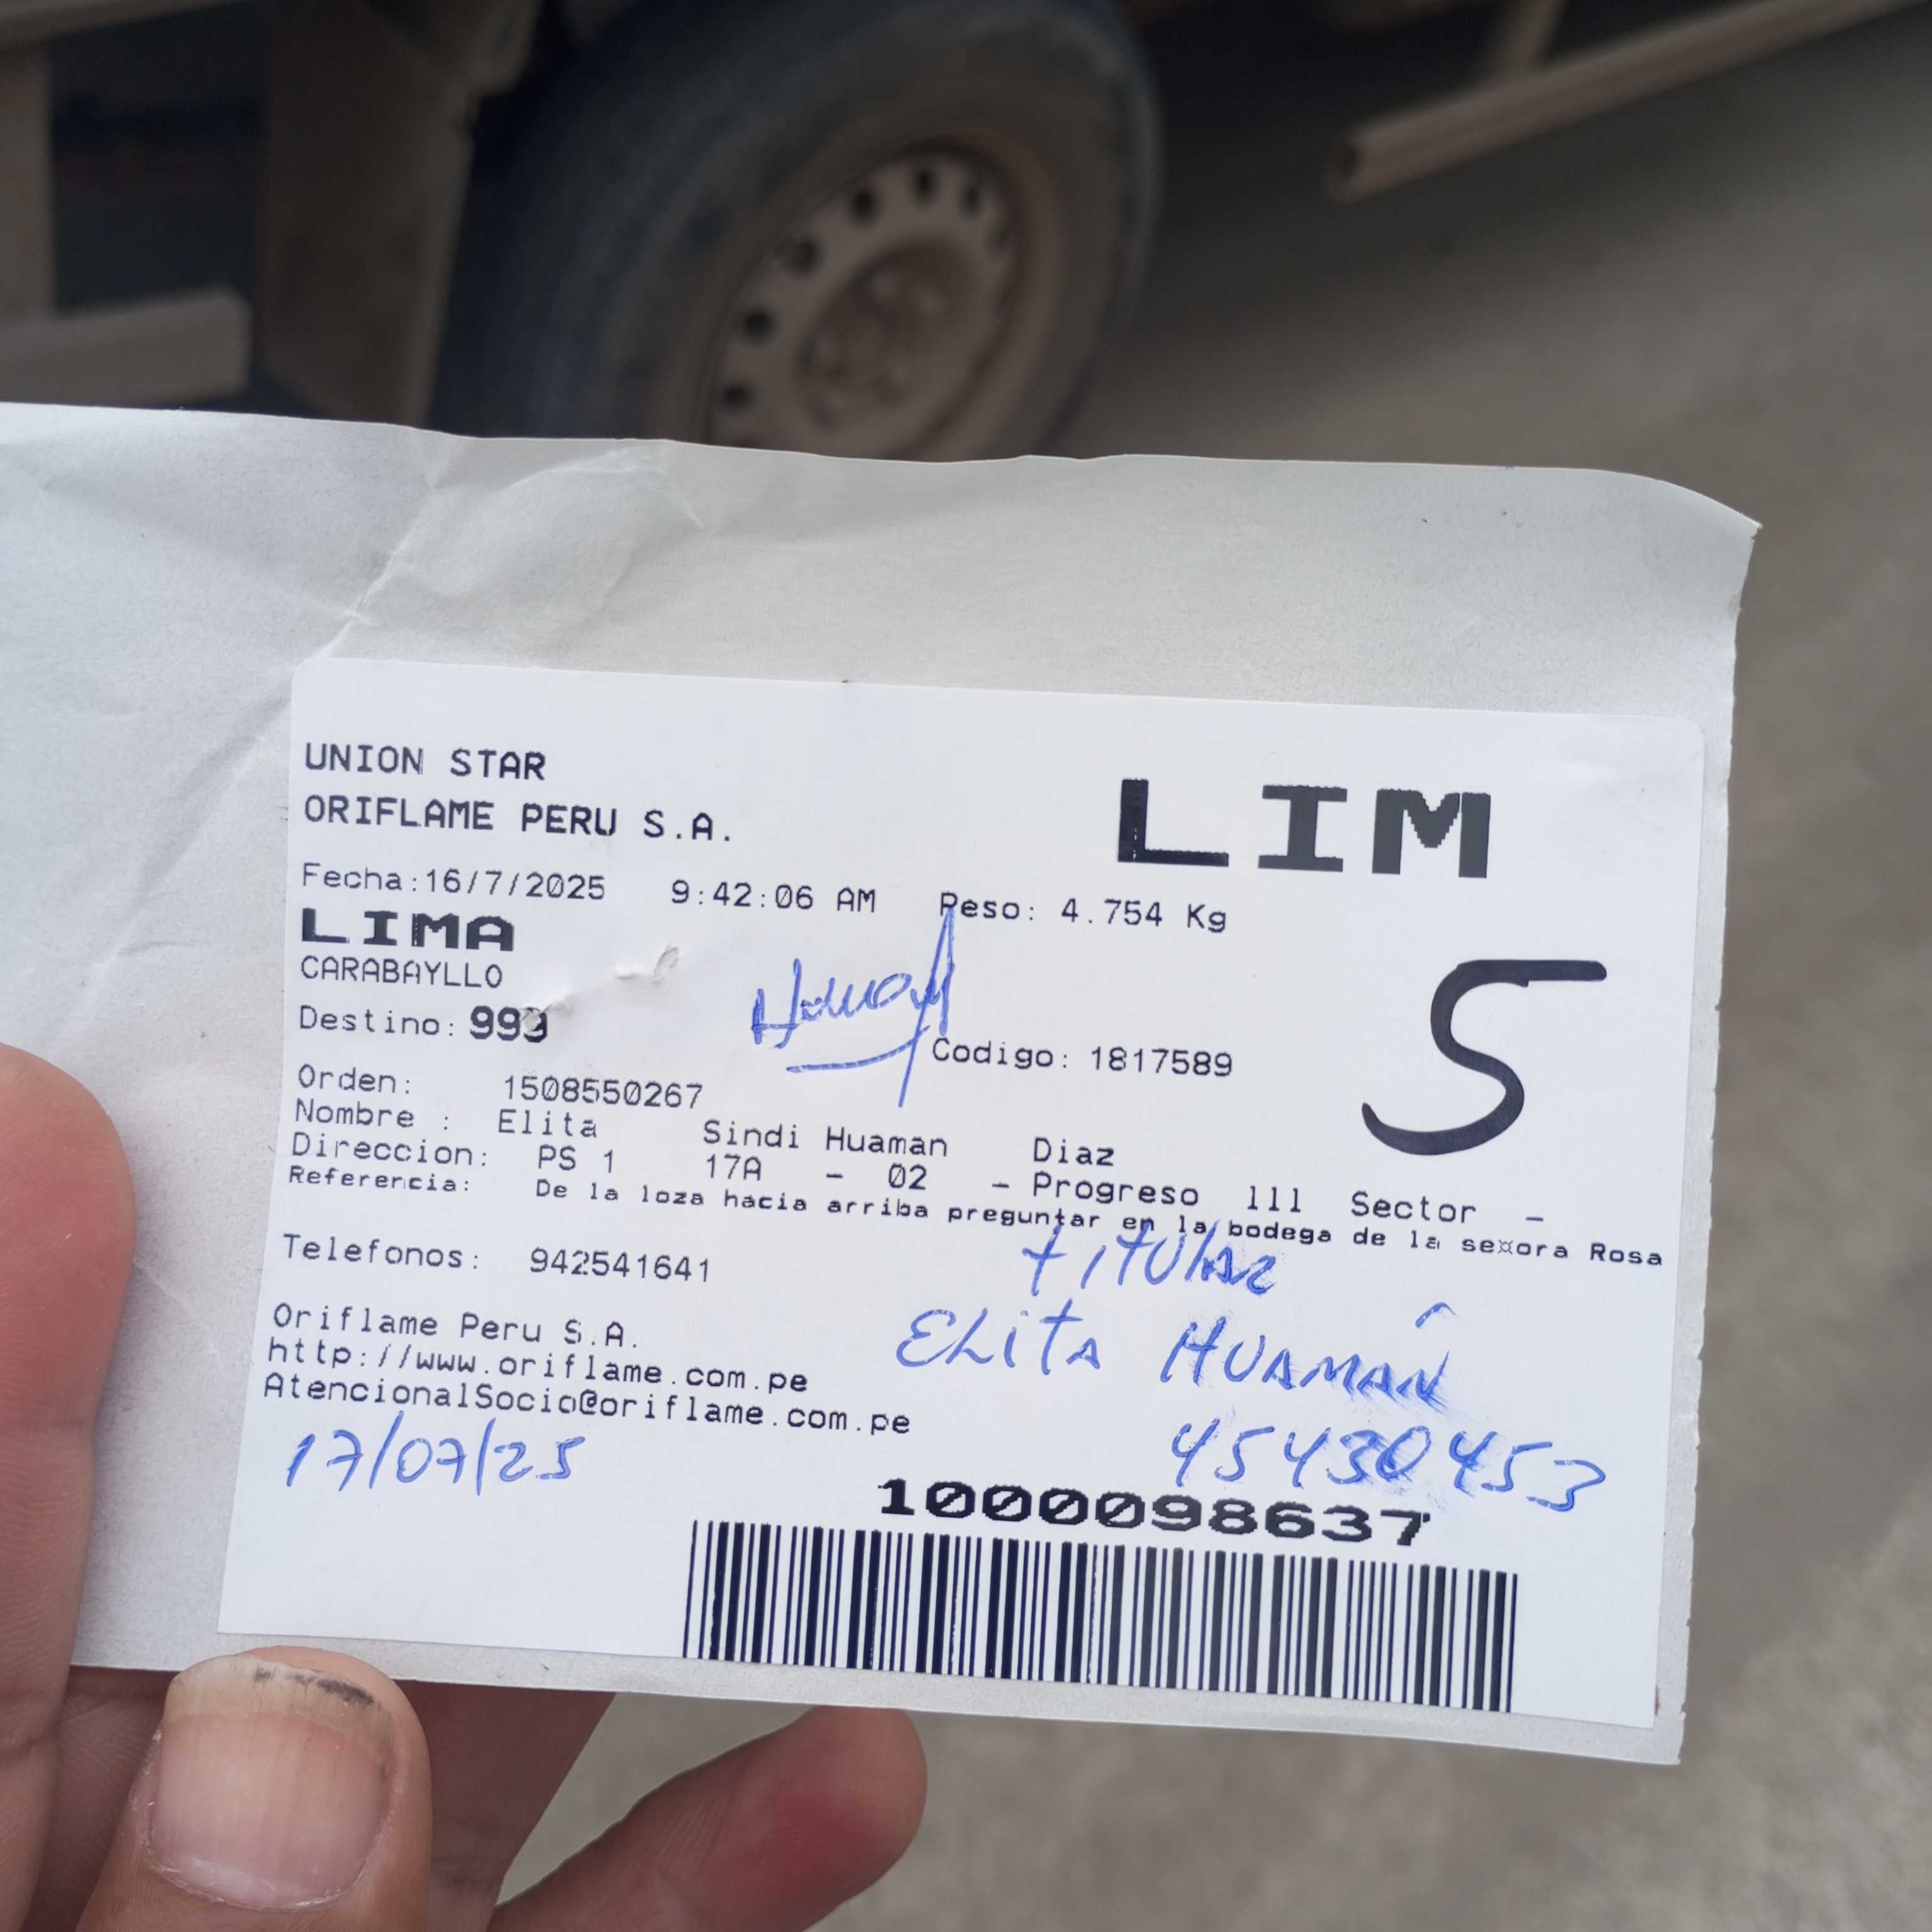 UNION STAR
ORIFLAME PERU S.A.
LIM
Fecha:16/7/2025 9:42:06 AM Peso: 4.754 Kg
LIMA
CARABAYLLO
5
Destino: 999
Codigo: 1817589
Orden: 1508550267
Nombre : Elita Sindi Huaman Diaz
Direccion: PS 1 17A - 02 - Progreso 111 Sector -
Referencia: De la loza hacia arriba preguntar en la bodega de la se¤ora Rosa
Telefonos: 942541641
titular
Oriflame Peru S.A.
ELITA HUAMAN
http://www.oriflame.com.pe
AtencionalSocio@oriflame.com.pe
17/07/25
45430453
1000098637